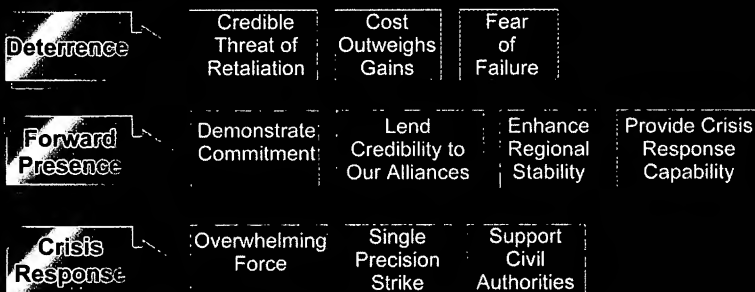 Deterrence
Credible
Threat of
Retaliation
Cost
Outweighs
Gains
Fear
of
Failure
Forward
Presence
Demonstrate
Commitment
Lend
Credibility to
Our Alliances
Enhance
Regional
Stability
Provide Crisis
Response
Capability
Crisis
Response
Overwhelming
Force
Single
Precision
Strike
Support
Civil
Authorities